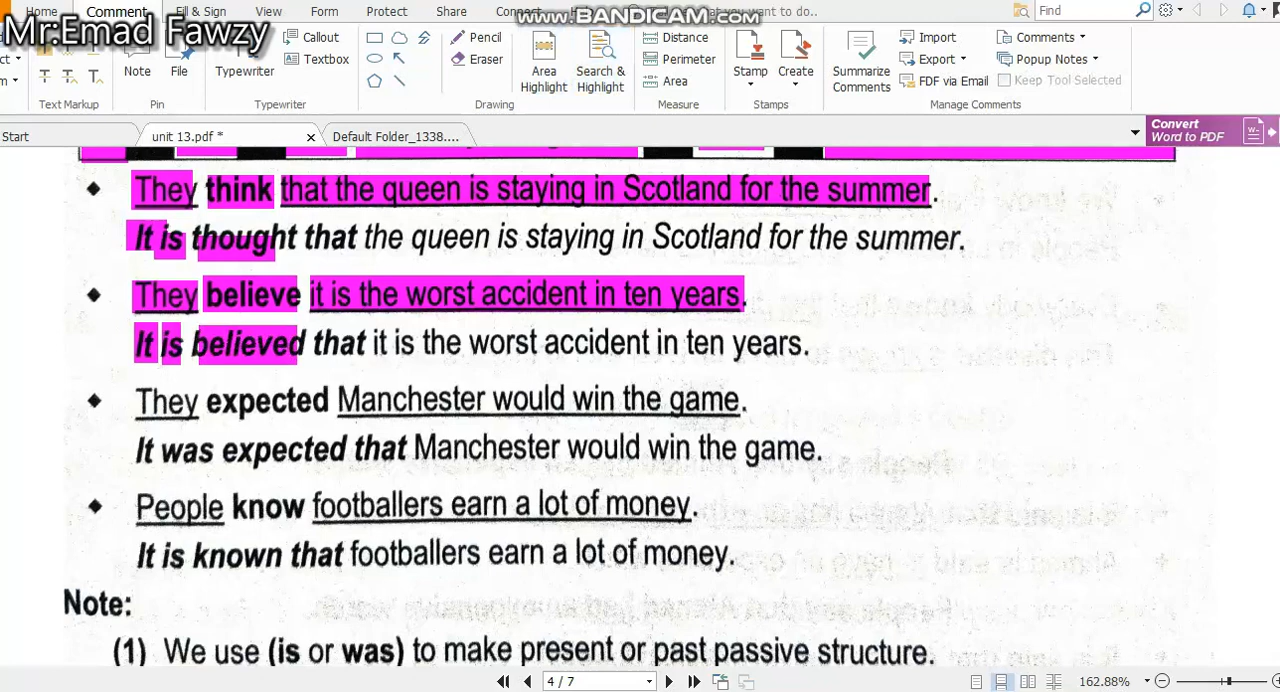 www.BANDICAM.com
Mr:Emad Fawzy
Home Comment Fill & Sign View Form Protect Share Connect you want to do.. Find
Callout
Textbox
Note File Typewriter
Pencil
Eraser
Area Highlight
Search & Highlight
Distance
Perimeter
Area
Stamp Create
Summarize Comments
Import
Export
FDF via Email
Comments
Popup Notes
Keep Tool Selected
Text Markup Pin Typewriter Drawing Measure Stamps Manage Comments
Start unit 13.pdf * Default Folder_1338....
Convert
Word to PDF
They think that the queen is staying in Scotland for the summer.
It is thought that the queen is staying in Scotland for the summer.
They believe it is the worst accident in ten years.
It is believed that it is the worst accident in ten years.
They expected Manchester would win the game.
It was expected that Manchester would win the game.
People know footballers earn a lot of money.
It is known that footballers earn a lot of money.
Note:
(1) We use (is or was) to make present or past passive structure.
4 / 7 162.88%